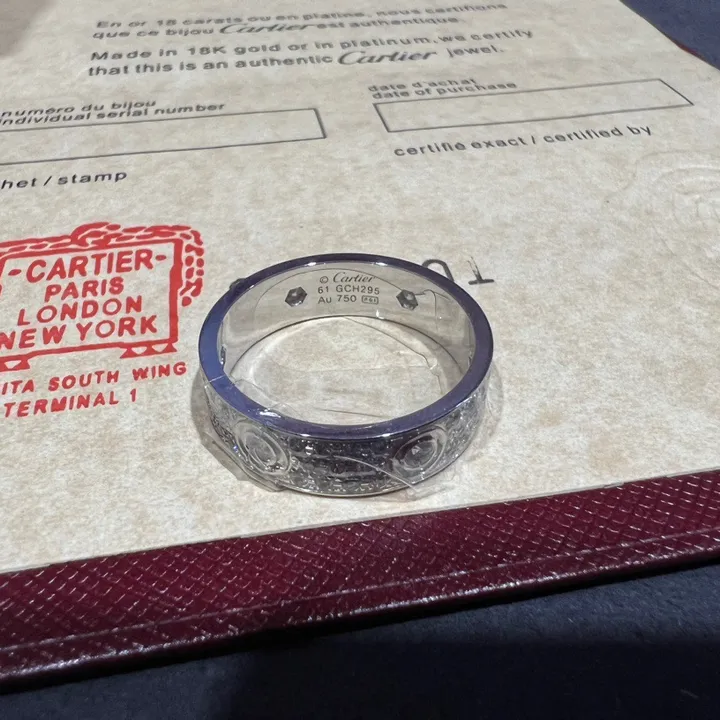 En or 18 carats ou en platine, nous certifions
que ce bijou Cartier est authentique.
Made in 18K gold or in platinum, we certify
that this is an authentic Cartier jewel.
numéro du bijou
individual serial number
date d'achat
date of purchase
certifié exact / certified by
het / stamp
-CARTIER-
PARIS
LONDON
NEW YORK
ITA SOUTH WING
TERMINAL 1
© Cartier
61 GCH295
Au 750